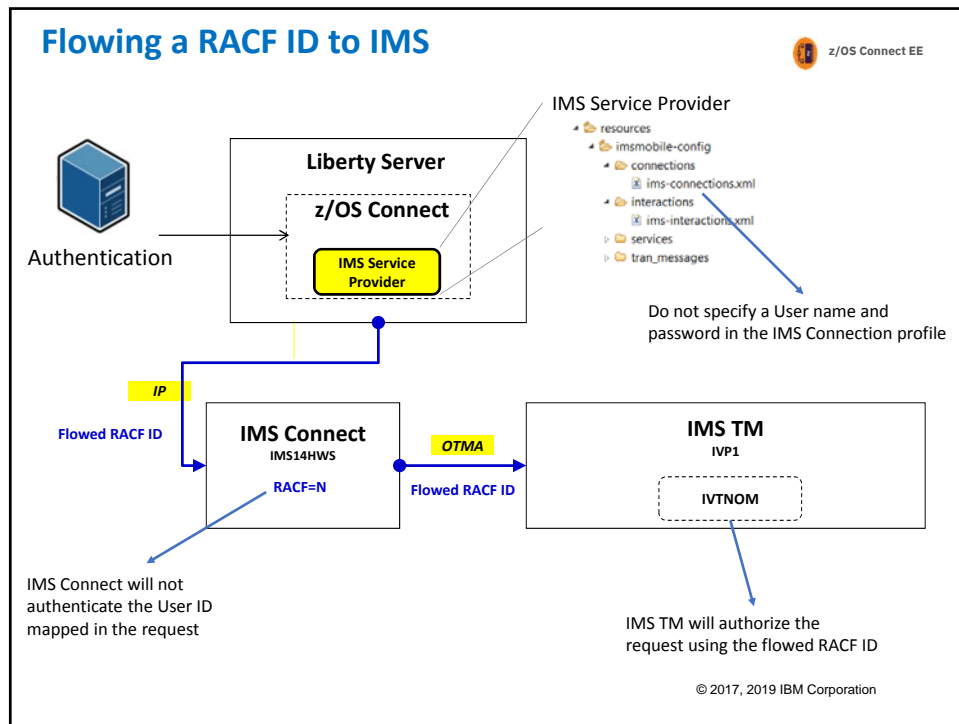 Flowing a RACF ID to IMS
z/OS Connect EE
IMS Service Provider
resources
imsmobile-config
connections
ims-connections.xml
interactions
ims-interactions.xml
services
tran_messages
Liberty Server
z/OS Connect
IMS Service
Provider
Authentication
Do not specify a User name and
password in the IMS Connection profile
IP
Flowed RACF ID
IMS Connect
IMS14HWS
RACF=N
OTMA
Flowed RACF ID
IMS TM
IVP1
IVTNOM
IMS Connect will not
authenticate the User ID
mapped in the request
IMS TM will authorize the
request using the flowed RACF ID
© 2017, 2019 IBM Corporation